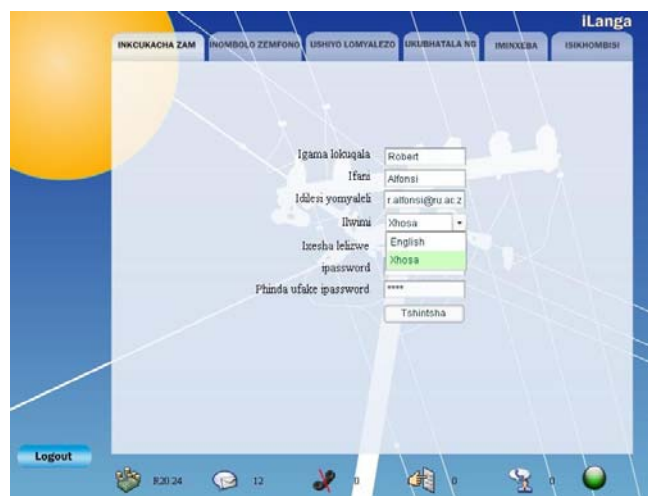 iLanga
INKCUKACHA ZAM INOMBOLO ZEMFONO USHIYO LOMYALEZO UKUBHATALA NG IMINXEBA ISIKHOMBISI
Igama lokuqala Robert
Ifani Alfonsi
Idilesi yomyaleli r.alfonsi@ru.ac.z
Ilwimi Xhosa
English
Ixesha lelizwe
Xhosa
ipassword
Phinda ufake ipassword ****
Tshintsha
Logout
R20.24 12 0 0 0